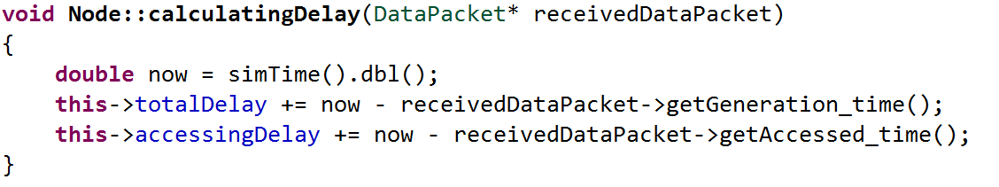 void Node::calculatingDelay(DataPacket* receivedDataPacket)
{
    double now = simTime().dbl();
    this->totalDelay += now - receivedDataPacket->getGeneration_time();
    this->accessingDelay += now - receivedDataPacket->getAccessed_time();
}